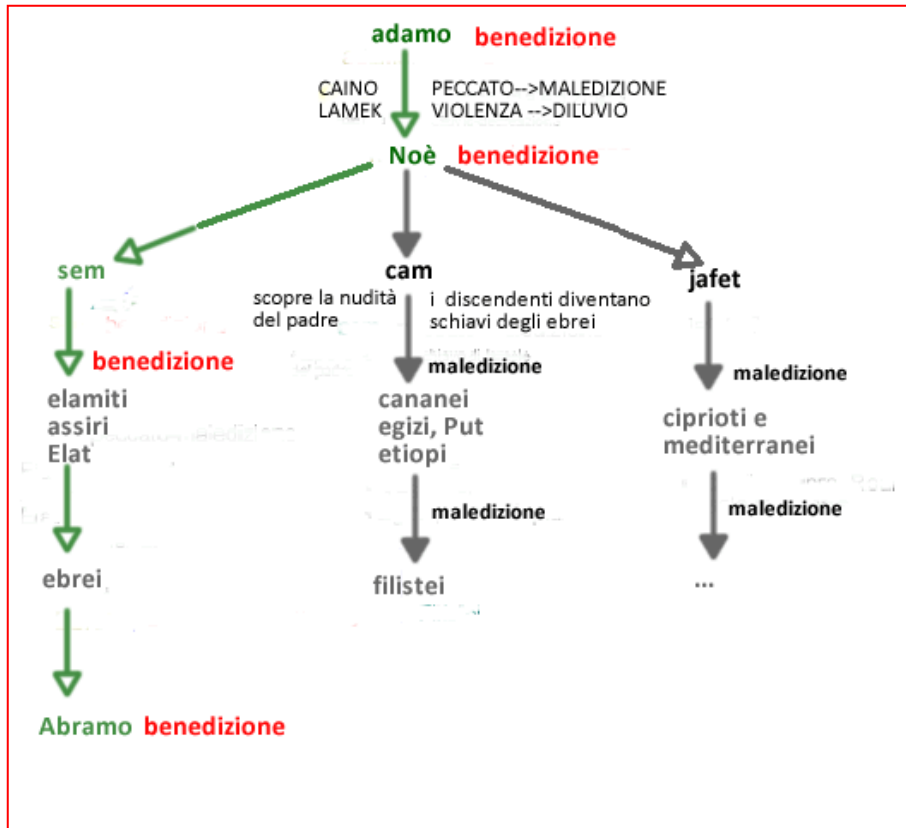 adamo benedizione
CAINO PECCATO-->MALEDIZIONE
LAMEK VIOLENZA -->DILUVIO
Noè benedizione
sem
cam
jafet
scopre la nudità
del padre
i discendenti diventano
schiavi degli ebrei
benedizione
maledizione
maledizione
elamiti
assiri
Elat
cananei
egizi, Put
etiopi
ciprioti e
mediterranei
maledizione
maledizione
ebrei
filistei
...
Abramo benedizione